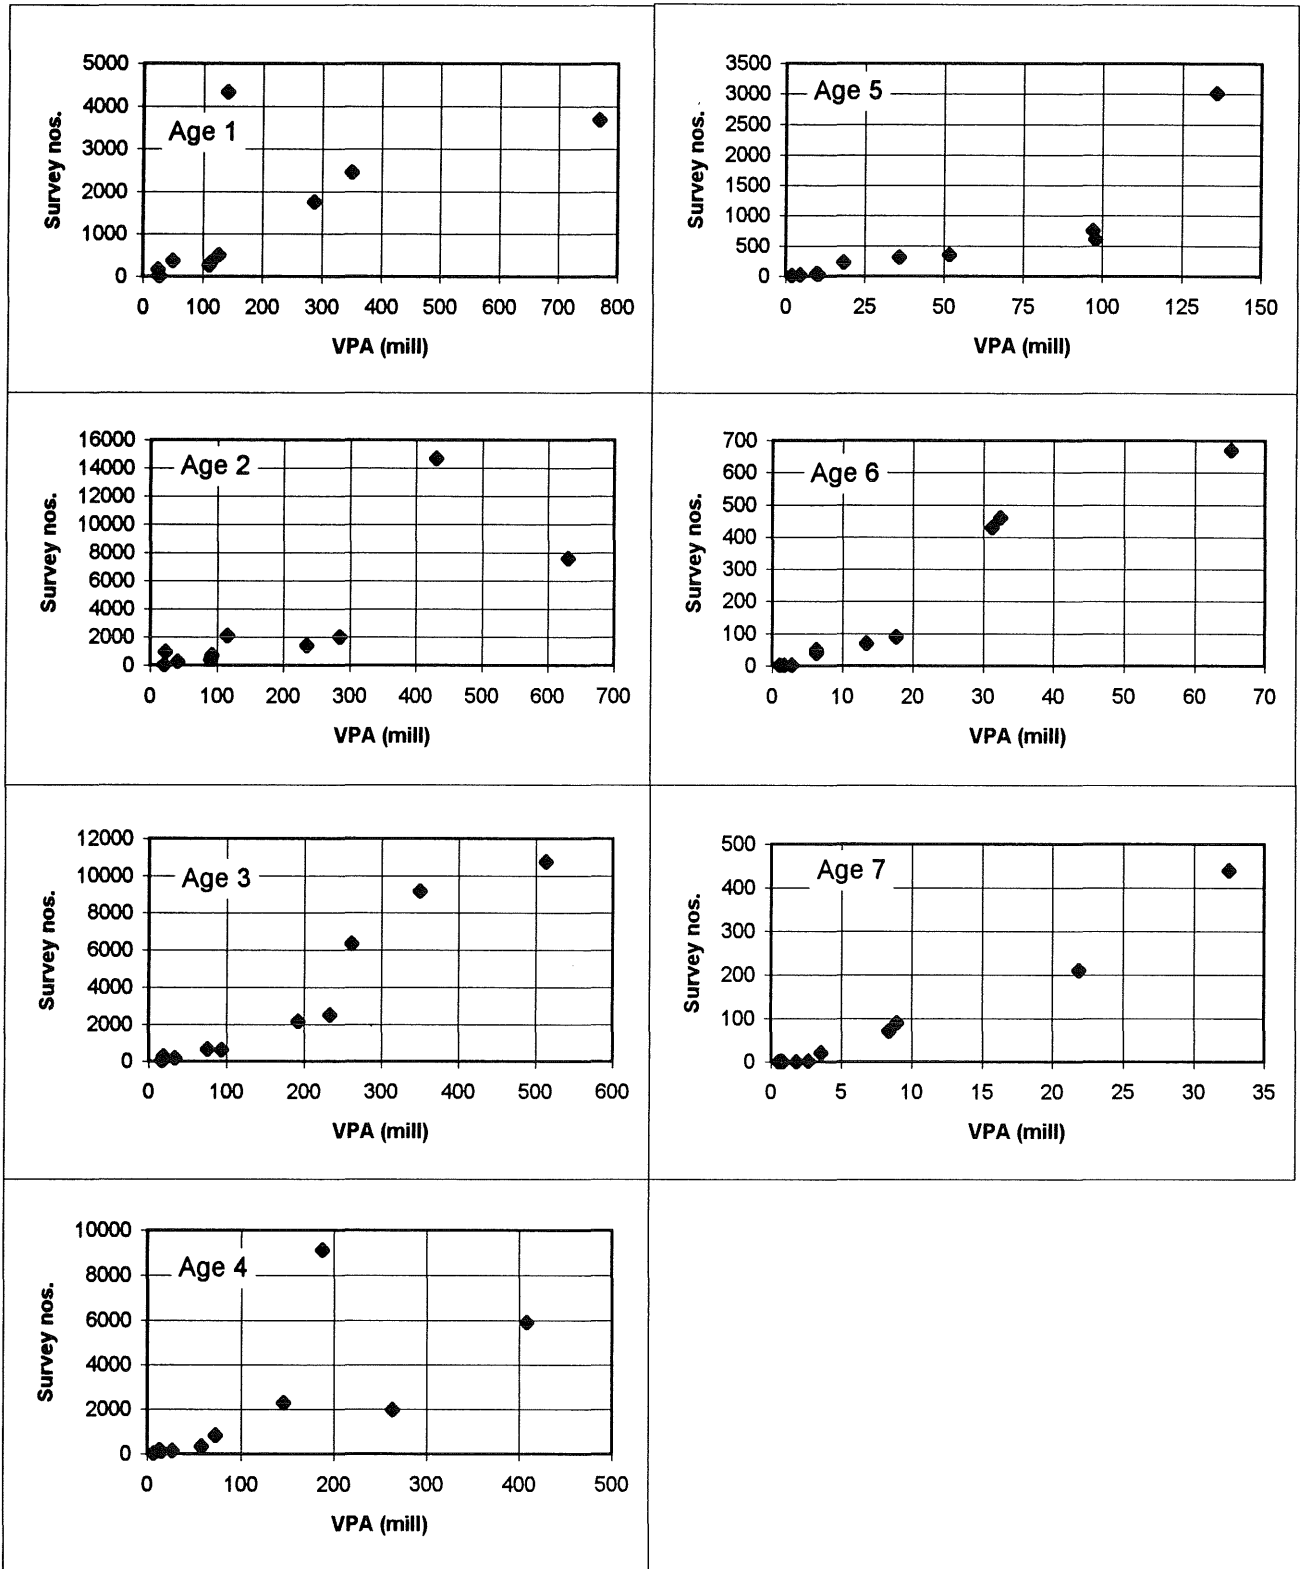 5000
4000
3000
2000
1000
0
Survey nos.
Age 1
0 100 200 300 400 500 600 700 800
VPA (mill)
3500
3000
2500
2000
1500
1000
500
0
Survey nos.
Age 5
0 25 50 75 100 125 150
VPA (mill)
16000
14000
12000
10000
8000
6000
4000
2000
0
Survey nos.
Age 2
0 100 200 300 400 500 600 700
VPA (mill)
700
600
500
400
300
200
100
0
Survey nos.
Age 6
0 10 20 30 40 50 60 70
VPA (mill)
12000
10000
8000
6000
4000
2000
0
Survey nos.
Age 3
0 100 200 300 400 500 600
VPA (mill)
500
400
300
200
100
0
Survey nos.
Age 7
0 5 10 15 20 25 30 35
VPA (mill)
10000
8000
6000
4000
2000
0
Survey nos.
Age 4
0 100 200 300 400 500
VPA (mill)